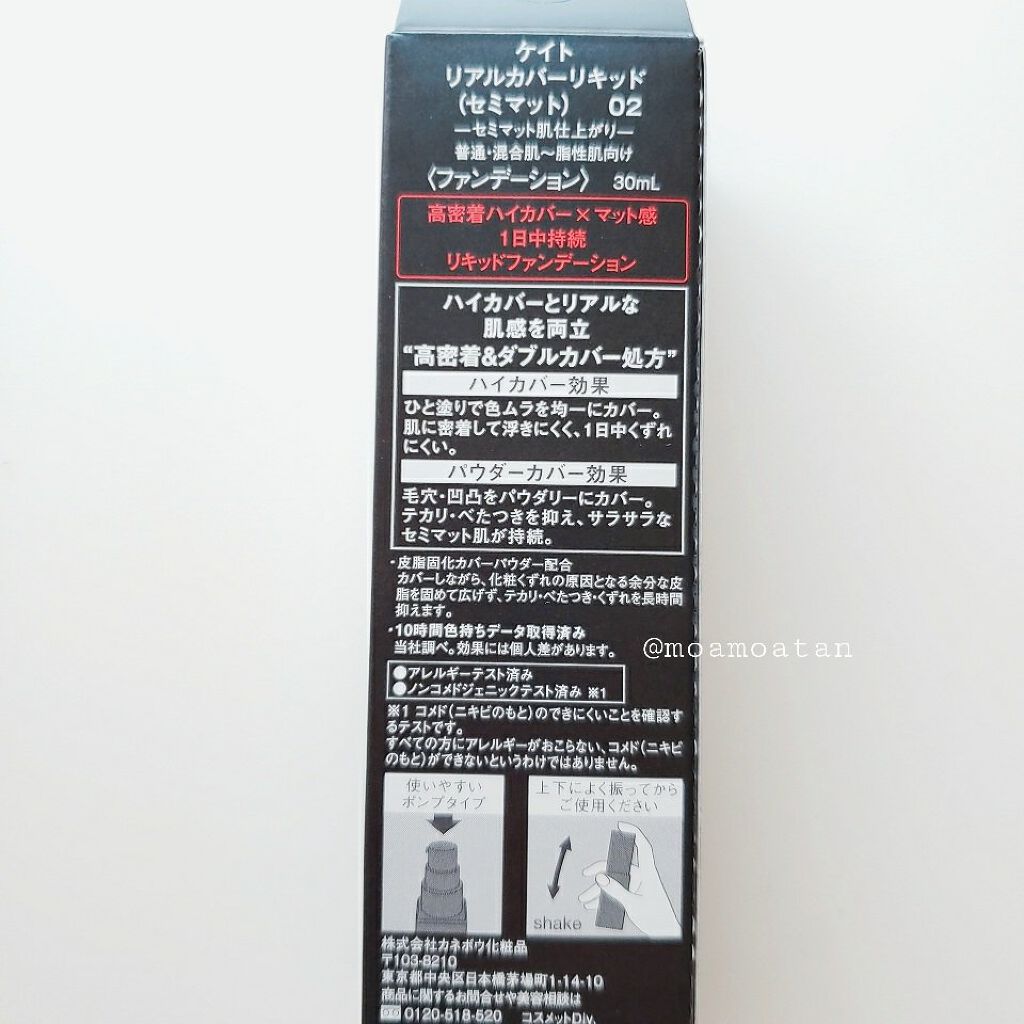 ケイト
リアルカバーリキッド
(セミマット) 02
―セミマット肌仕上がり―
普通・混合肌～脂性肌向け
〈ファンデーション〉 30mL
高密着ハイカバー×マット感
1日中持続
リキッドファンデーション
ハイカバーとリアルな
肌感を両立
“高密着&ダブルカバー処方”
ハイカバー効果
ひと塗りで色ムラを均一にカバー。
肌に密着して浮きにくく、1日中くずれ
にくい。
パウダーカバー効果
毛穴・凹凸をパウダリーにカバー。
テカリ・べたつきを抑え、サラサラな
セミマット肌が持続。
・皮脂固化カバーパウダー配合
カバーしながら、化粧くずれの原因となる余分な皮
脂を固めて広げず、テカリ・べたつき・くずれを長時間
抑えます。
・10時間色持ちデータ取得済み
当社調べ。効果には個人差があります。
@moamoatan
●アレルギーテスト済み
●ノンコメドジェニックテスト済み ※1
※1 コメド(ニキビのもと)のできにくいことを確認す
るテストです。
すべての方にアレルギーがおこらない、コメド(ニキビ
のもと)ができないというわけではありません。
使いやすい
ポンプタイプ
上下によく振ってから
ご使用ください
shake
株式会社カネボウ化粧品
〒103-8210
東京都中央区日本橋茅場町1-14-10
商品に関するお問合せや美容相談は
0120-518-520 コスメットDiv.